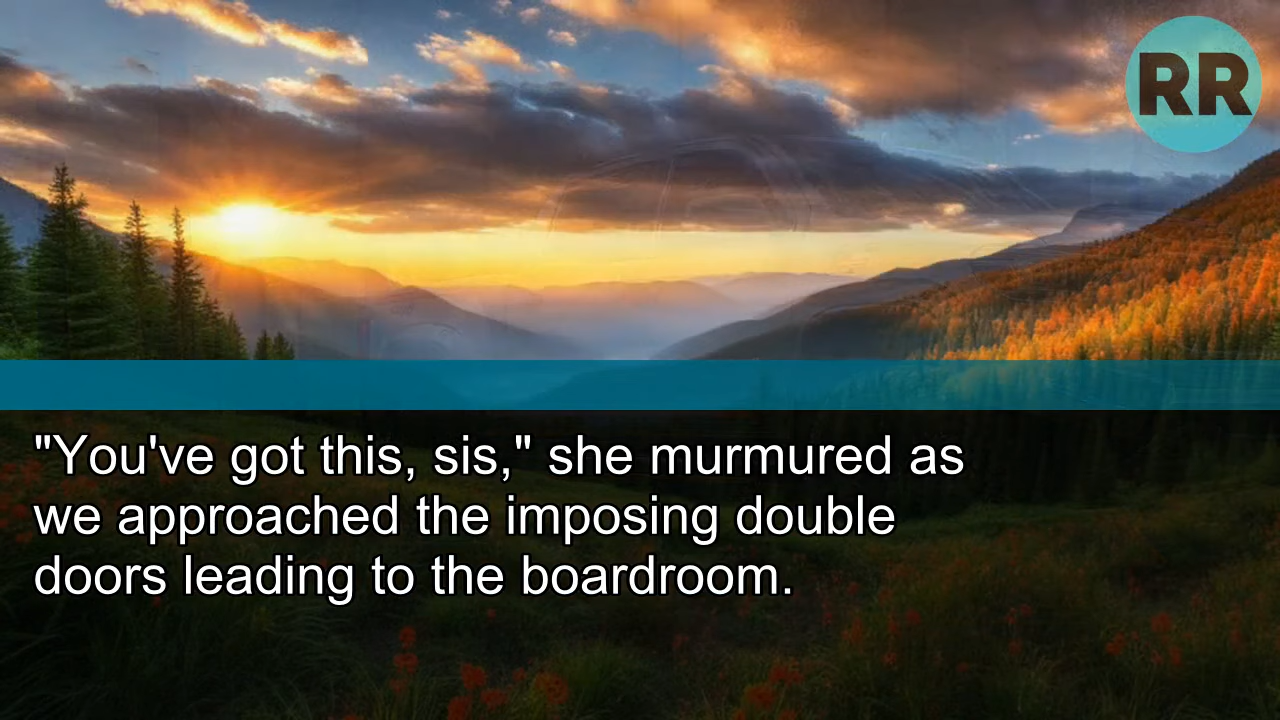 RR
"You've got this, sis," she murmured as
we approached the imposing double
doors leading to the boardroom.